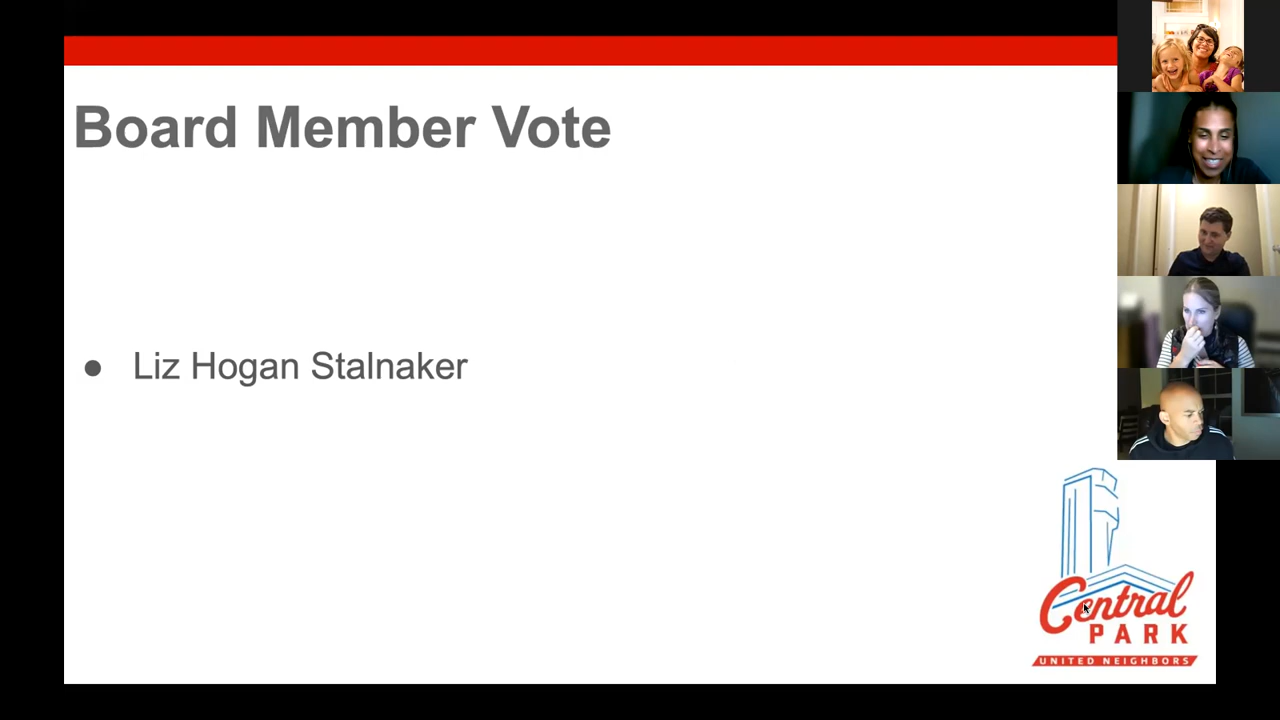 Board Member Vote
● Liz Hogan Stalnaker
Central
PARK
UNITED NEIGHBORS